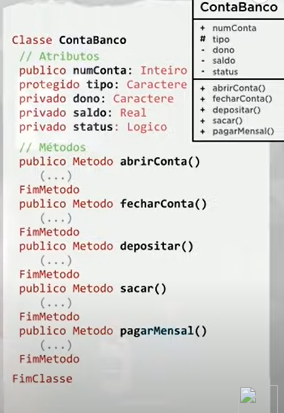 ContaBanco
+ numConta
# tipo
- dono
- saldo
- status
+ abrirConta()
+ fecharConta()
+ depositar()
+ sacar()
+ pagarMensal()
Classe ContaBanco
// Atributos
publico numConta: Inteiro
protegido tipo: Caractere
privado dono: Caractere
privado saldo: Real
privado status: Logico
// Métodos
publico Metodo abrirConta()
(...)
FimMetodo
publico Metodo fecharConta()
(...)
FimMetodo
publico Metodo depositar()
(...)
FimMetodo
publico Metodo sacar()
(...)
FimMetodo
publico Metodo pagarMensal()
(...)
FimMetodo
FimClasse